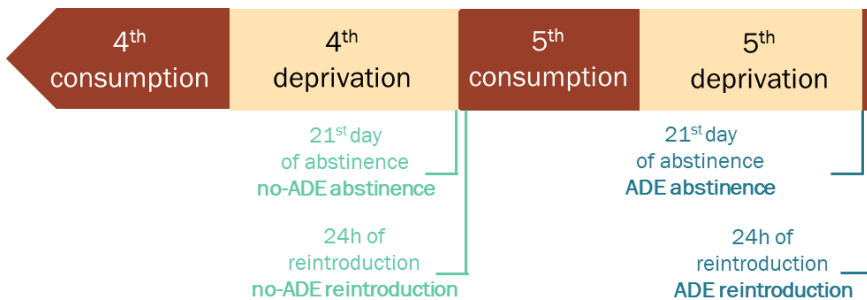 4th
consumption
4th
deprivation
5th
consumption
5th
deprivation
21st day
of abstinence
no-ADE abstinence
24h of
reintroduction
no-ADE reintroduction
21st day
of abstinence
ADE abstinence
24h of
reintroduction
ADE reintroduction